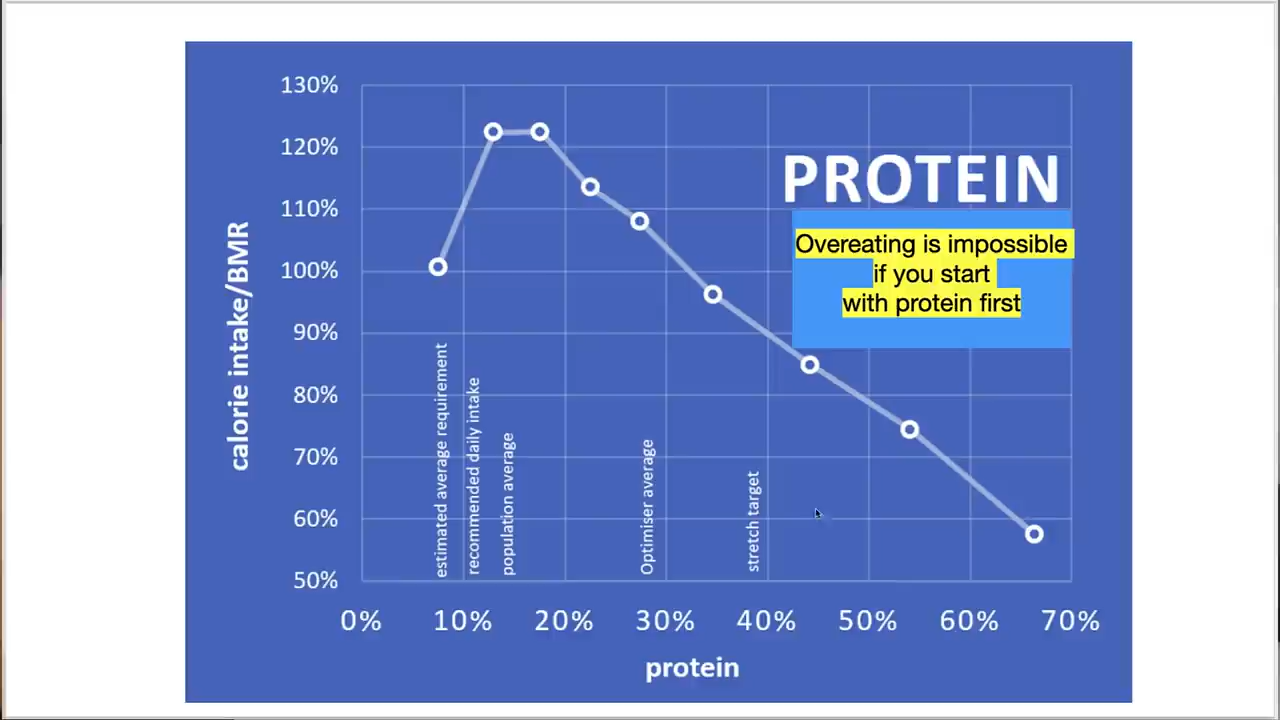 130%
120%
110%
100%
90%
80%
70%
60%
50%
calorie intake/BMR
PROTEIN
Overeating is impossible
if you start
with protein first
estimated average requirement
recommended daily intake
population average
Optimiser average
stretch target
0%
10%
20%
30%
40%
50%
60%
70%
protein